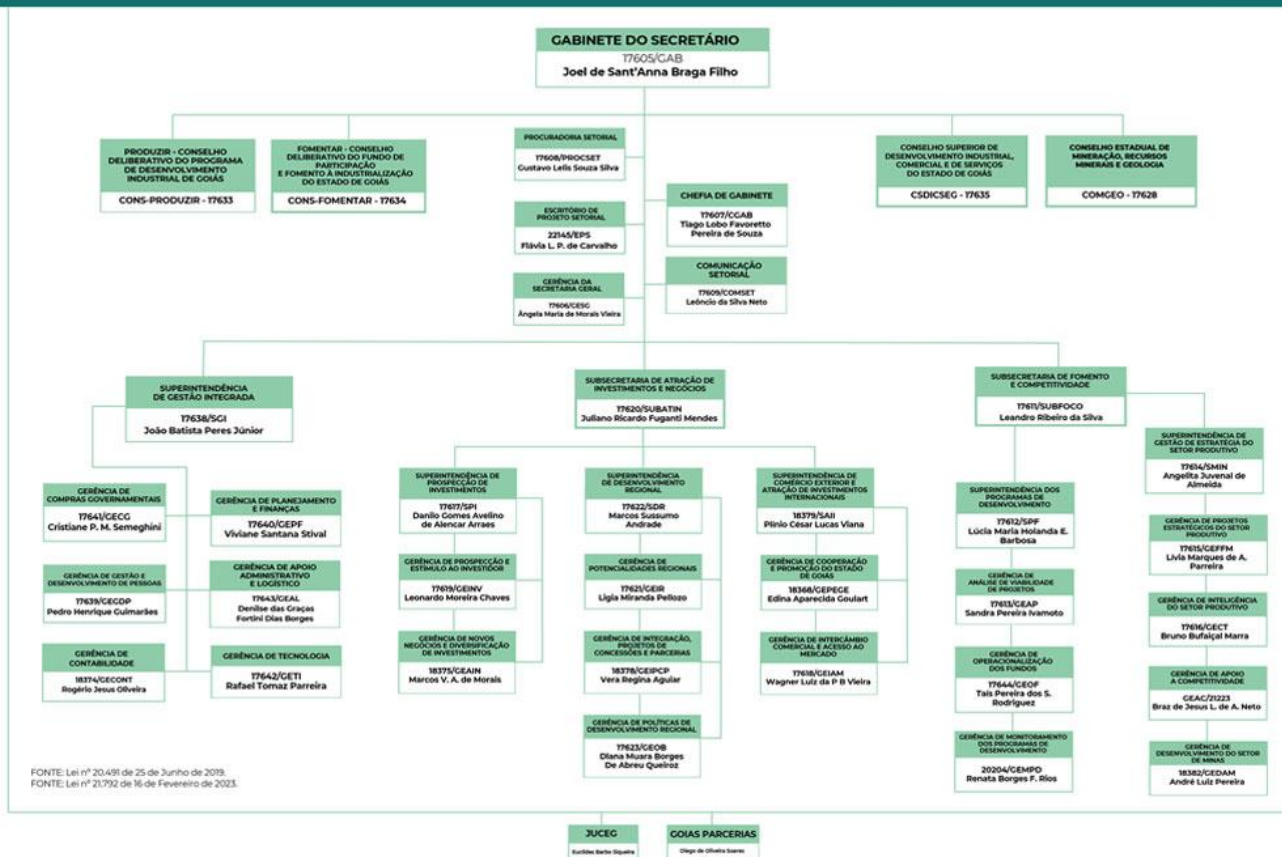 GABINETE DO SECRETÁRIO
17605/GAB
Joel de Sant'Anna Braga Filho
PRODUZIR - CONSELHO
DELIBERATIVO DO PROGRAMA
DE DESENVOLVIMENTO
INDUSTRIAL DE GOIÁS
CONS-PRODUZIR - 17633
FOMENTAR - CONSELHO
DELIBERATIVO DO FUNDO DE
PARTICIPAÇÃO
E FOMENTO À INDUSTRIALIZAÇÃO
DO ESTADO DE GOIÁS
CONS-FOMENTAR - 17634
PROCURADORIA SETORIAL
17608/PROCSET
Gustavo Lelis Souza Silva
CHEFIA DE GABINETE
17607/CGAB
Tiago Lobo Favoretto
Pereira de Souza
ESCRITÓRIO DE
PROJETO SETORIAL
22145/EPS
Flávia L. P. de Carvalho
COMUNICAÇÃO
SETORIAL
17609/COMSET
Leôncio da Silva Neto
GERÊNCIA DA
SECRETARIA GERAL
17606/GESG
Ângela Maria de Morais Vieira
CONSELHO SUPERIOR DE
DESENVOLVIMENTO INDUSTRIAL,
COMERCIAL E DE SERVIÇOS
DO ESTADO DE GOIÁS
CSDICSEG - 17635
CONSELHO ESTADUAL DE
MINERAÇÃO, RECURSOS
MINERAIS E GEOLOGIA
COMGEO - 17628
SUPERINTENDÊNCIA
DE GESTÃO INTEGRADA
17638/SGI
João Batista Peres Júnior
GERÊNCIA DE
COMPRAS GOVERNAMENTAIS
17641/GECG
Cristiane P. M. Semeghini
GERÊNCIA DE PLANEJAMENTO
E FINANÇAS
17640/GEPF
Viviane Santana Stival
GERÊNCIA DE GESTÃO E
DESENVOLVIMENTO DE PESSOAS
17639/GEGDP
Pedro Henrique Guimarães
GERÊNCIA DE APOIO
ADMINISTRATIVO
E LOGÍSTICO
17643/GEAL
Denilse das Graças
Fortini Dias Borges
GERÊNCIA DE
CONTABILIDADE
18374/GECONT
Rogério Jesus Oliveira
GERÊNCIA DE TECNOLOGIA
17642/GETI
Rafael Tomaz Parreira
SUBSECRETARIA DE ATRAÇÃO DE
INVESTIMENTOS E NEGÓCIOS
17620/SUBATIN
Juliano Ricardo Fuganti Mendes
SUPERINTENDÊNCIA DE
PROSPECÇÃO DE
INVESTIMENTOS
17617/SPI
Danilo Gomes Avelino
de Alencar Arraes
GERÊNCIA DE PROSPECÇÃO E
ESTÍMULO AO INVESTIDOR
17619/GEINV
Leonardo Moreira Chaves
GERÊNCIA DE NOVOS
NEGÓCIOS E DIVERSIFICAÇÃO
DE INVESTIMENTOS
18375/GEAIN
Marcos V. A. de Morais
SUPERINTENDÊNCIA
DE DESENVOLVIMENTO
REGIONAL
17622/SDR
Marcos Sussumo
Andrade
GERÊNCIA DE
POTENCIALIDADES REGIONAIS
17621/GEIR
Ligia Miranda Pellozo
GERÊNCIA DE INTEGRAÇÃO,
PROJETOS DE
CONCESSÕES E PARCERIAS
18378/GEIPCP
Vera Regina Aguiar
GERÊNCIA DE POLÍTICAS DE
DESENVOLVIMENTO REGIONAL
17623/GEOB
Diana Muara Borges
De Abreu Queiroz
SUPERINTENDÊNCIA DE
COMÉRCIO EXTERIOR E
ATRAÇÃO DE INVESTIMENTOS
INTERNACIONAIS
18379/SAII
Plínio César Lucas Viana
GERÊNCIA DE COOPERAÇÃO
E PROMOÇÃO DO ESTADO
DE GOIÁS
18368/GEPEGE
Edina Aparecida Goulart
GERÊNCIA DE INTERCÂMBIO
COMERCIAL E ACESSO AO
MERCADO
17618/GEIAM
Wagner Luiz da P B Vieira
SUBSECRETARIA DE FOMENTO
E COMPETITIVIDADE
17611/SUBFOCO
Leandro Ribeiro da Silva
SUPERINTENDÊNCIA DOS
PROGRAMAS DE
DESENVOLVIMENTO
17612/SPF
Lúcia Maria Holanda E.
Barbosa
GERÊNCIA DE
ANÁLISE DE VIABILIDADE
DE PROJETOS
17613/GEAP
Sandra Pereira Ivamoto
GERÊNCIA DE
OPERACIONALIZAÇÃO
DOS FUNDOS
17644/GEOF
Taís Pereira dos S.
Rodriguez
GERÊNCIA DE MONITORAMENTO
DOS PROGRAMAS DE
DESENVOLVIMENTO
20204/GEMPD
Renata Borges F. Rios
SUPERINTENDÊNCIA DE
GESTÃO DE ESTRATÉGIA DO
SETOR PRODUTIVO
17614/SMIN
Angelita Juvenal de
Almeida
GERÊNCIA DE PROJETOS
ESTRATÉGICOS DO SETOR
PRODUTIVO
17615/GEFFM
Livia Marques de A.
Parreira
GERÊNCIA DE INTELIGÊNCIA
DO SETOR PRODUTIVO
17616/GECT
Bruno Bufaiçal Marra
GERÊNCIA DE APOIO
A COMPETITIVIDADE
GEAC/21223
Braz de Jesus L. de A. Neto
GERÊNCIA DE
DESENVOLVIMENTO DO SETOR
DE MINAS
18382/GEDAM
André Luiz Pereira
FONTE: Lei nº 20.491 de 25 de Junho de 2019.
FONTE: Lei nº 21.792 de 16 de Fevereiro de 2023.
JUCEG
Euclides Barbo Siqueira
GOIAS PARCERIAS
Diego de Oliveira Soares